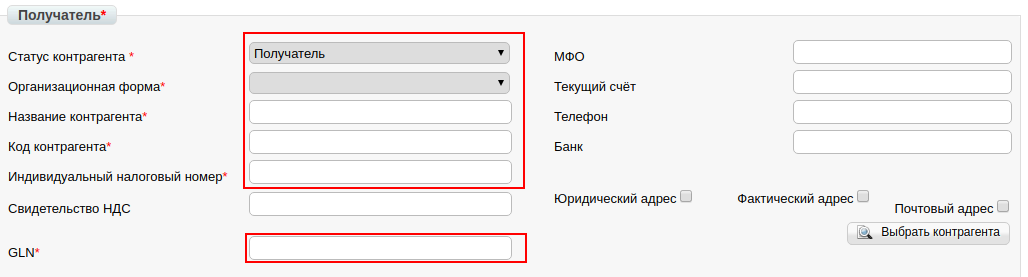 Получатель*
Статус контрагента *
Получатель
МФО
Организационная форма*
Текущий счёт
Название контрагента*
Телефон
Код контрагента*
Банк
Индивидуальный налоговый номер*
Свидетельство НДС
Юридический адрес
Фактический адрес
Почтовый адрес
Выбрать контрагента
GLN*